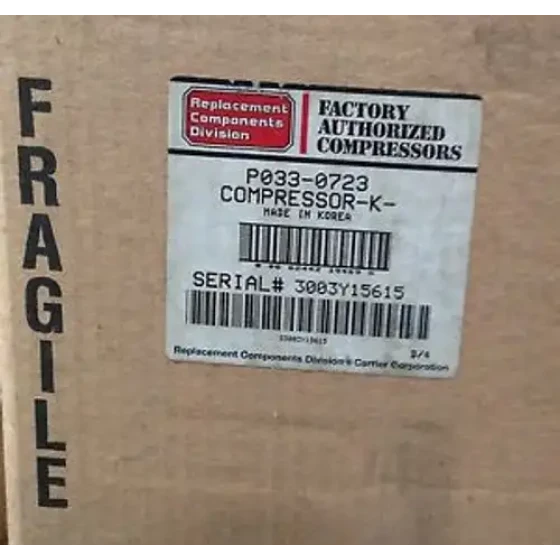 FRAGILE
Replacement
Components
Division
FACTORY
AUTHORIZED
COMPRESSORS
P033-0723
COMPRESSOR-K-
MADE IN KOREA
SERIAL# 3003Y15615
3003Y15615
Replacement Components Division® Carrier Corporation